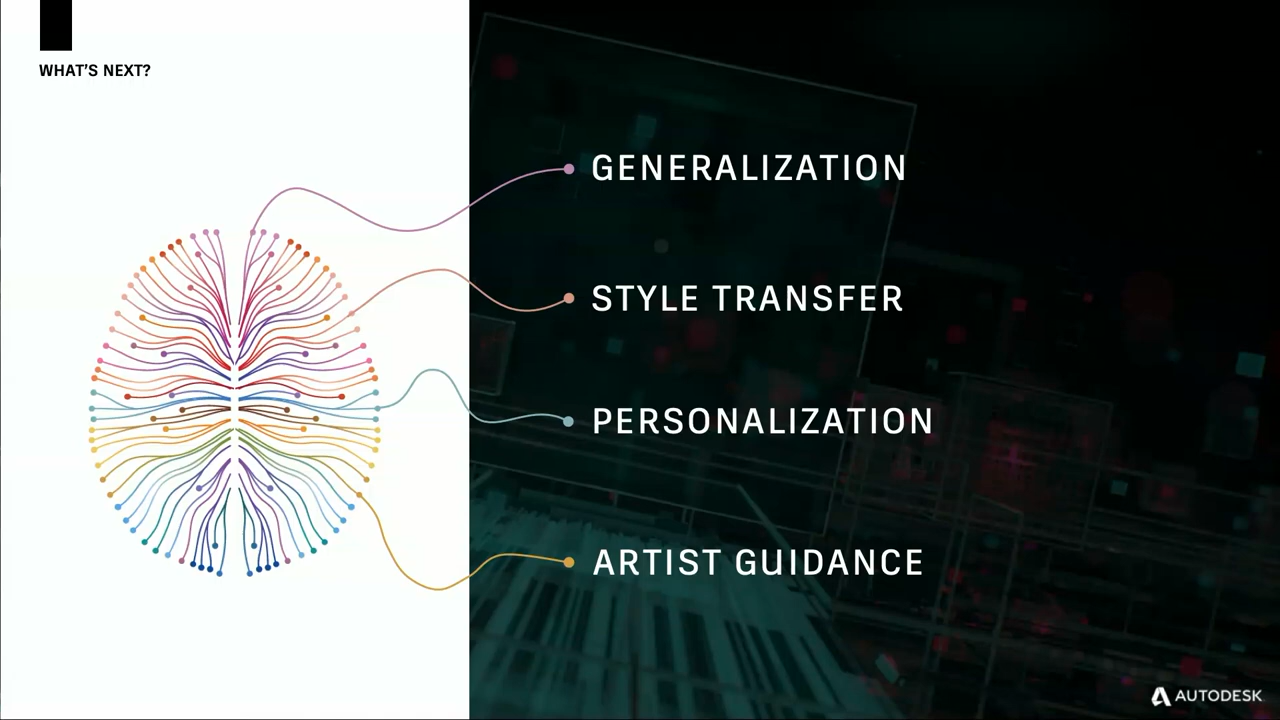 WHAT'S NEXT?
GENERALIZATION
STYLE TRANSFER
PERSONALIZATION
ARTIST GUIDANCE
AUTODESK